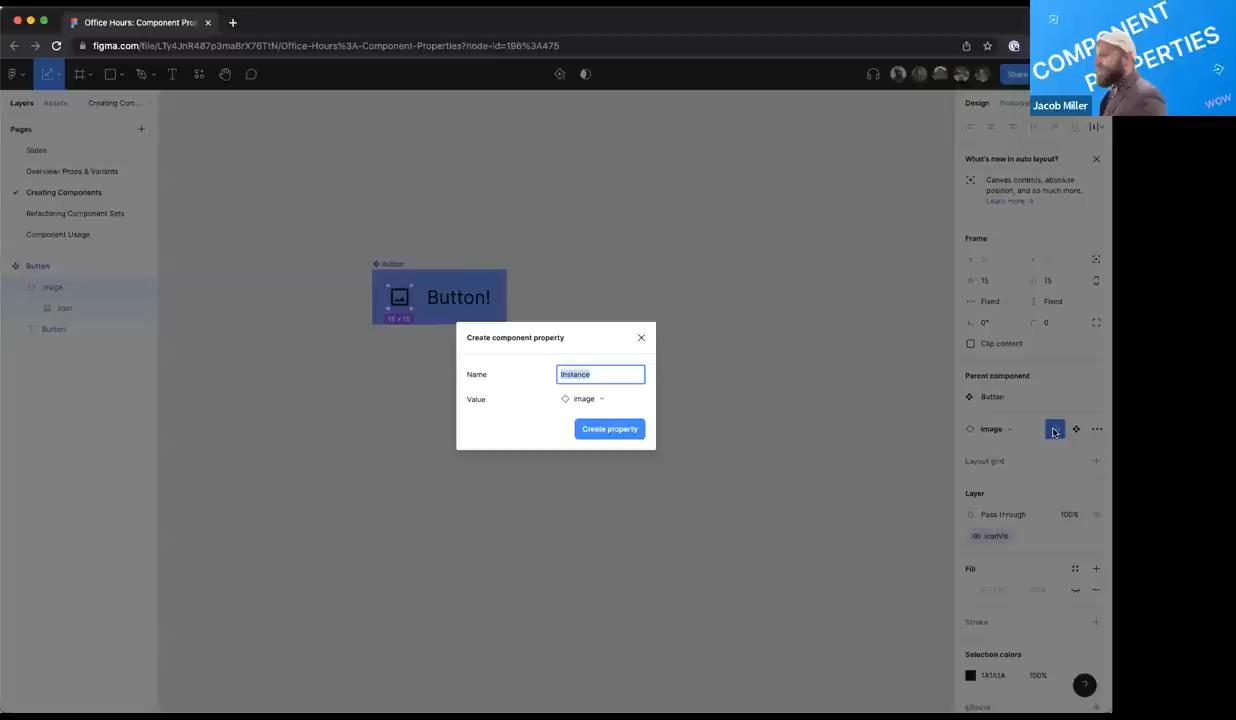 Office Hours: Component Pro
figma.com/file/LTy4JnR487p3maBrX76TtN/Office-Hours%3A-Component-Properties?node-id=196%3A475
COMPONENT
PROPERTIES
WOW
Jacob Miller
Share
Layers
Assets
Creating Com...
Design
Prototype
Pages
Slides
Overview: Props & Variants
Creating Components
Refactoring Component Sets
Component Usage
Button
image
icon
Button!
Button
Button!
15 × 15
Create component property
Name
Instance
Value
image
Create property
What's new in auto layout?
Canvas controls, absolute
position, and so much more.
Learn more →
Frame
15
15
Fixed
Fixed
0°
0
Clip content
Parent component
Button
image
Layout grid
Layer
Pass through
100%
iconVis
Fill
100%
Stroke
Selection colors
1A1A1A
100%
?